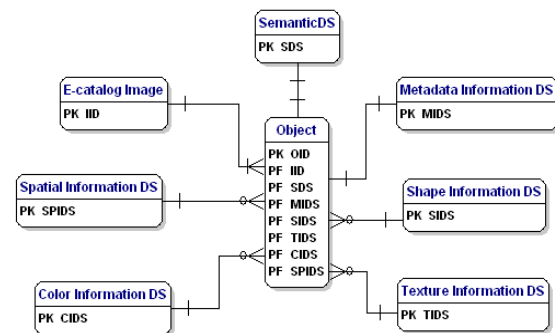 SemanticDS
PK SDS
E-catalog Image
PK IID
Metadata Information DS
PK MIDS
Object
PK OID
PF IID
PF SDS
PF MIDS
PF SIDS
PF TIDS
PF CIDS
PF SPIDS
Spatial Information DS
PK SPIDS
Shape Information DS
PK SIDS
Color Information DS
PK CIDS
Texture Information DS
PK TIDS